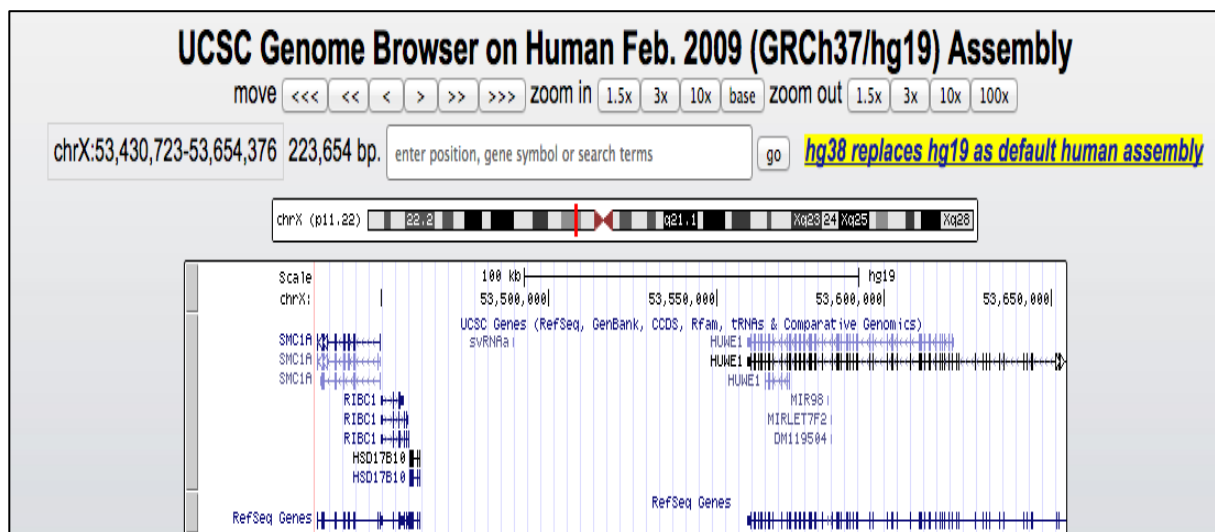 UCSC Genome Browser on Human Feb. 2009 (GRCh37/hg19) Assembly
move <<< << < > >> >>> zoom in 1.5x 3x 10x base zoom out 1.5x 3x 10x 100x
chrX:53,430,723-53,654,376 223,654 bp. enter position, gene symbol or search terms go hg38 replaces hg19 as default human assembly
chrX (p11.22) 22.2 q21.1 Xq23 24 Xq25 Xq28
Scale 100 kb hg19
chrX: 53,500,000 53,550,000 53,600,000 53,650,000
UCSC Genes (RefSeq, GenBank, CCDS, Rfam, tRNAs & Comparative Genomics)
SMC1A svRNAa HUWE1
SMC1A HUWE1
SMC1A HUWE1
RIBC1 MIR98
RIBC1 MIRLET7F2
RIBC1 DM119504
HSD17B10
HSD17B10
RefSeq Genes
RefSeq Genes